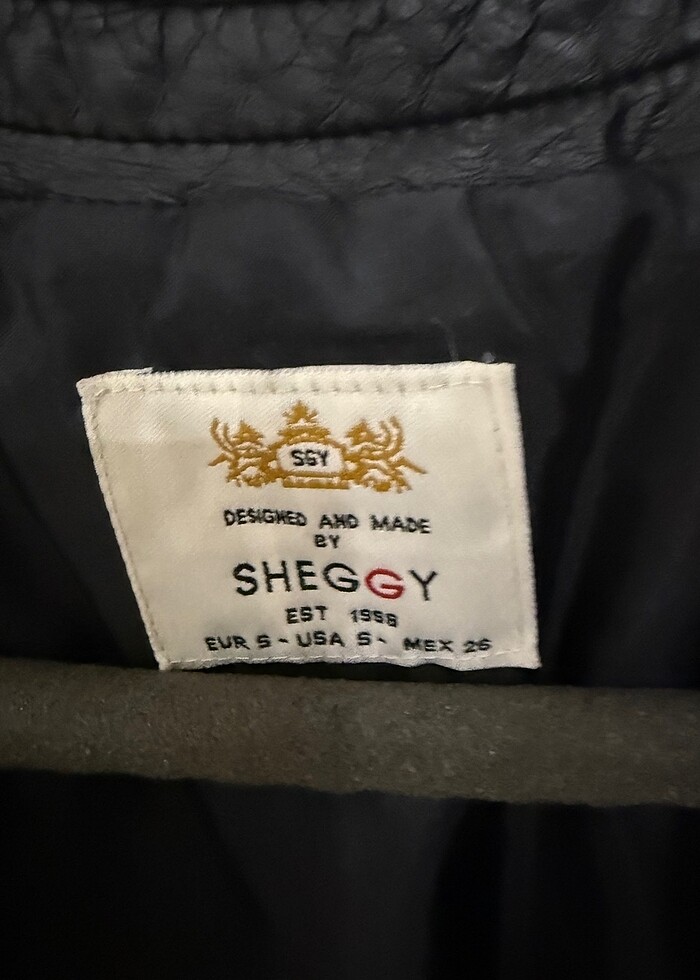 SGY
DESIGNED AND MADE
BY
SHEGGY
EST 1998
EUR S - USA S - MEX 26